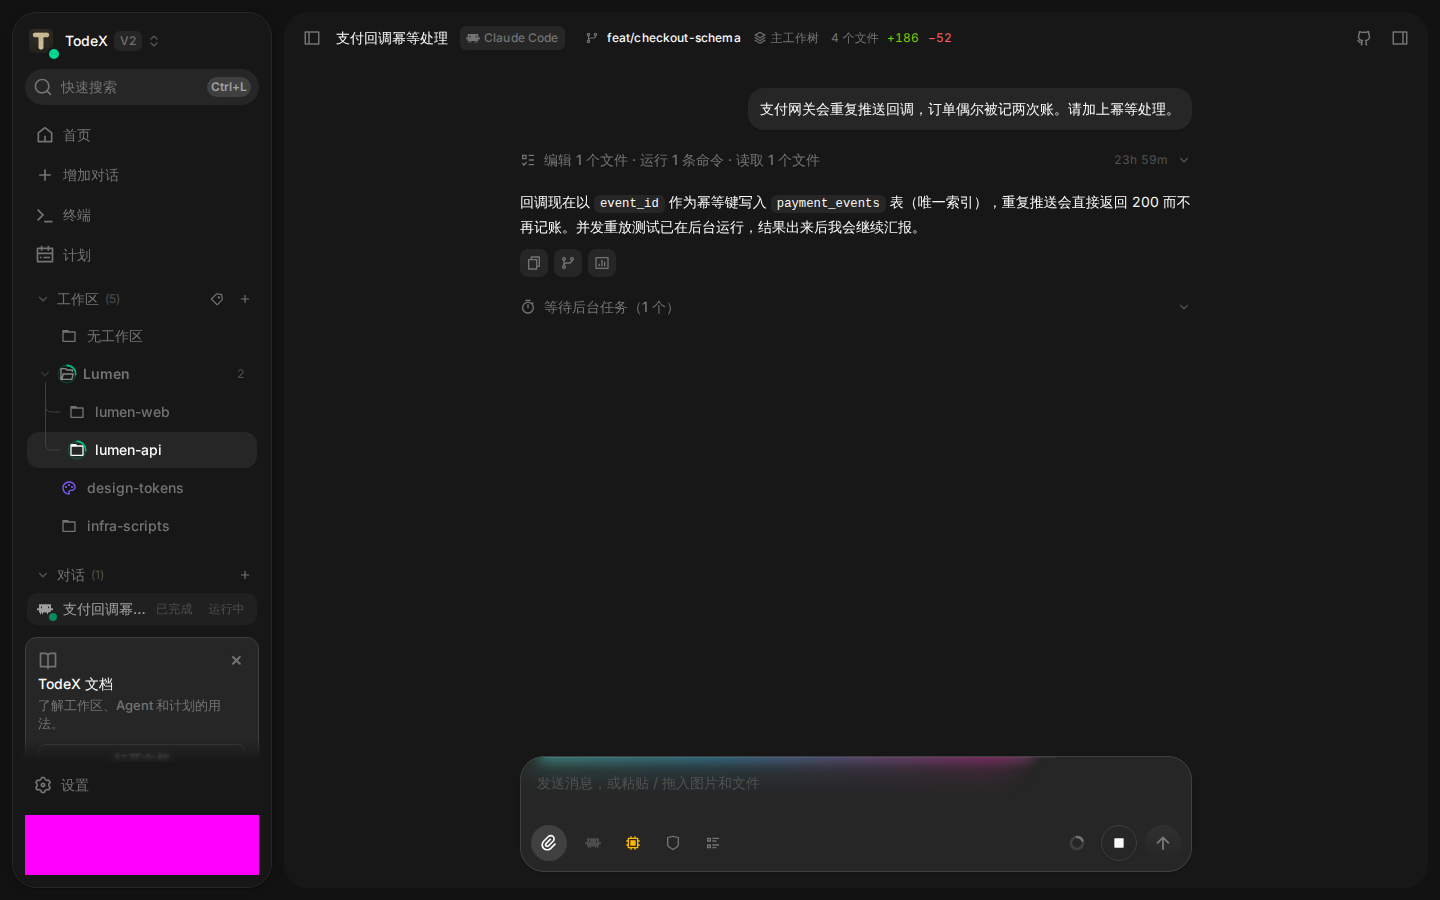 TodeX V2
快速搜索 Ctrl+L
首页
增加对话
终端
计划
工作区 (5)
无工作区
Lumen 2
lumen-web
lumen-api
design-tokens
infra-scripts
对话 (1)
支付回调幂... 已完成 运行中
TodeX 文档
了解工作区、Agent 和计划的用
法。
设置
支付回调幂等处理 Claude Code feat/checkout-schema 主工作树 4 个文件 +186 −52
支付网关会重复推送回调，订单偶尔被记两次账。请加上幂等处理。
编辑 1 个文件 · 运行 1 条命令 · 读取 1 个文件 23h 59m
回调现在以 event_id 作为幂等键写入 payment_events 表（唯一索引），重复推送会直接返回 200 而不
再记账。并发重放测试已在后台运行，结果出来后我会继续汇报。
等待后台任务（1 个）
发送消息，或粘贴 / 拖入图片和文件